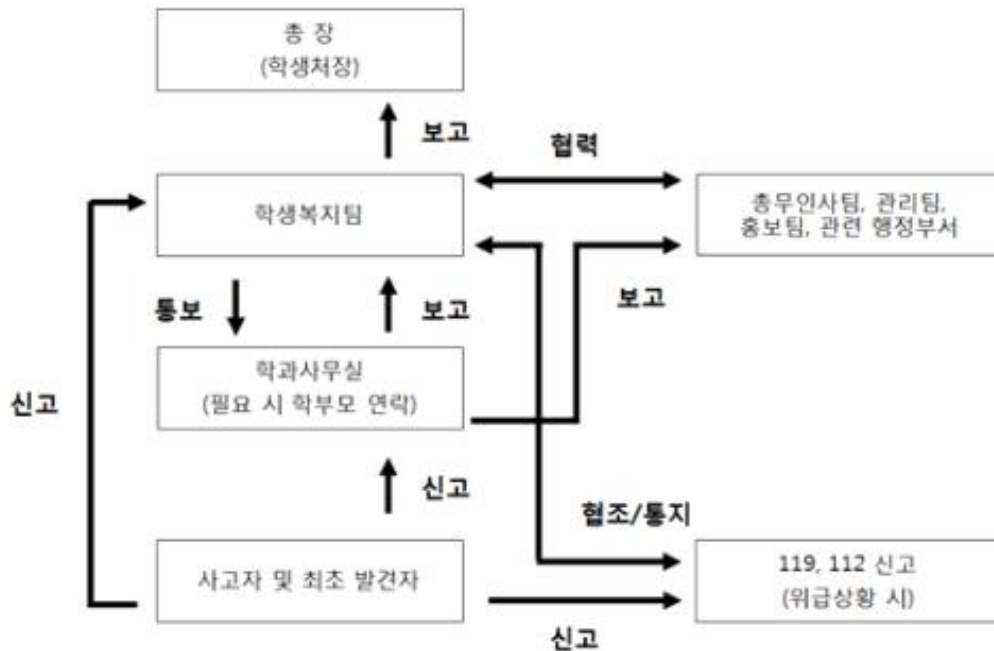 총 장
(학생처장)
보고
협력
학생복지팀
총무인사팀, 관리팀,
홍보팀, 관련 행정부서
통보
보고
보고
학과사무실
(필요 시 학부모 연락)
신고
신고
협조/통지
사고자 및 최초 발견자
119, 112 신고
(위급상황 시)
신고